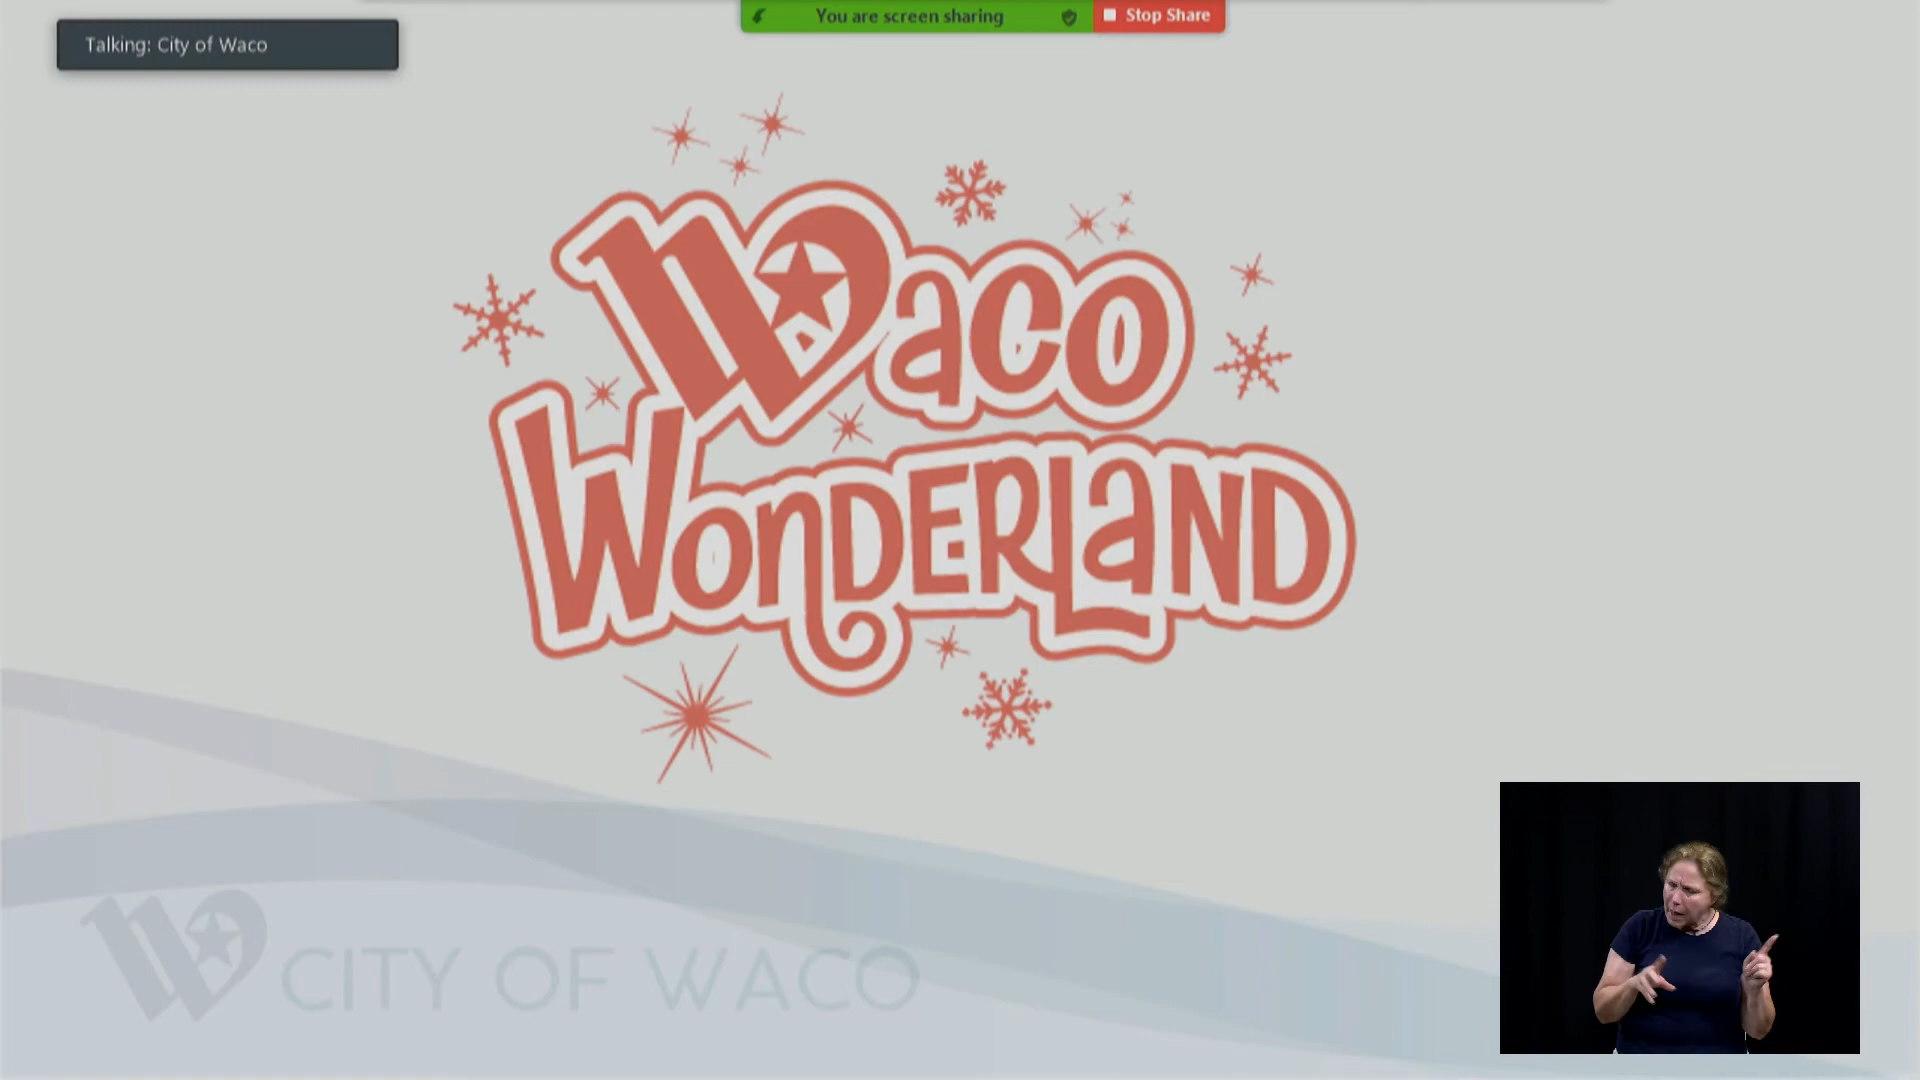 You are screen sharing
Stop Share
Talking: City of Waco
Waco
WonDERLaND
CITY OF WACO